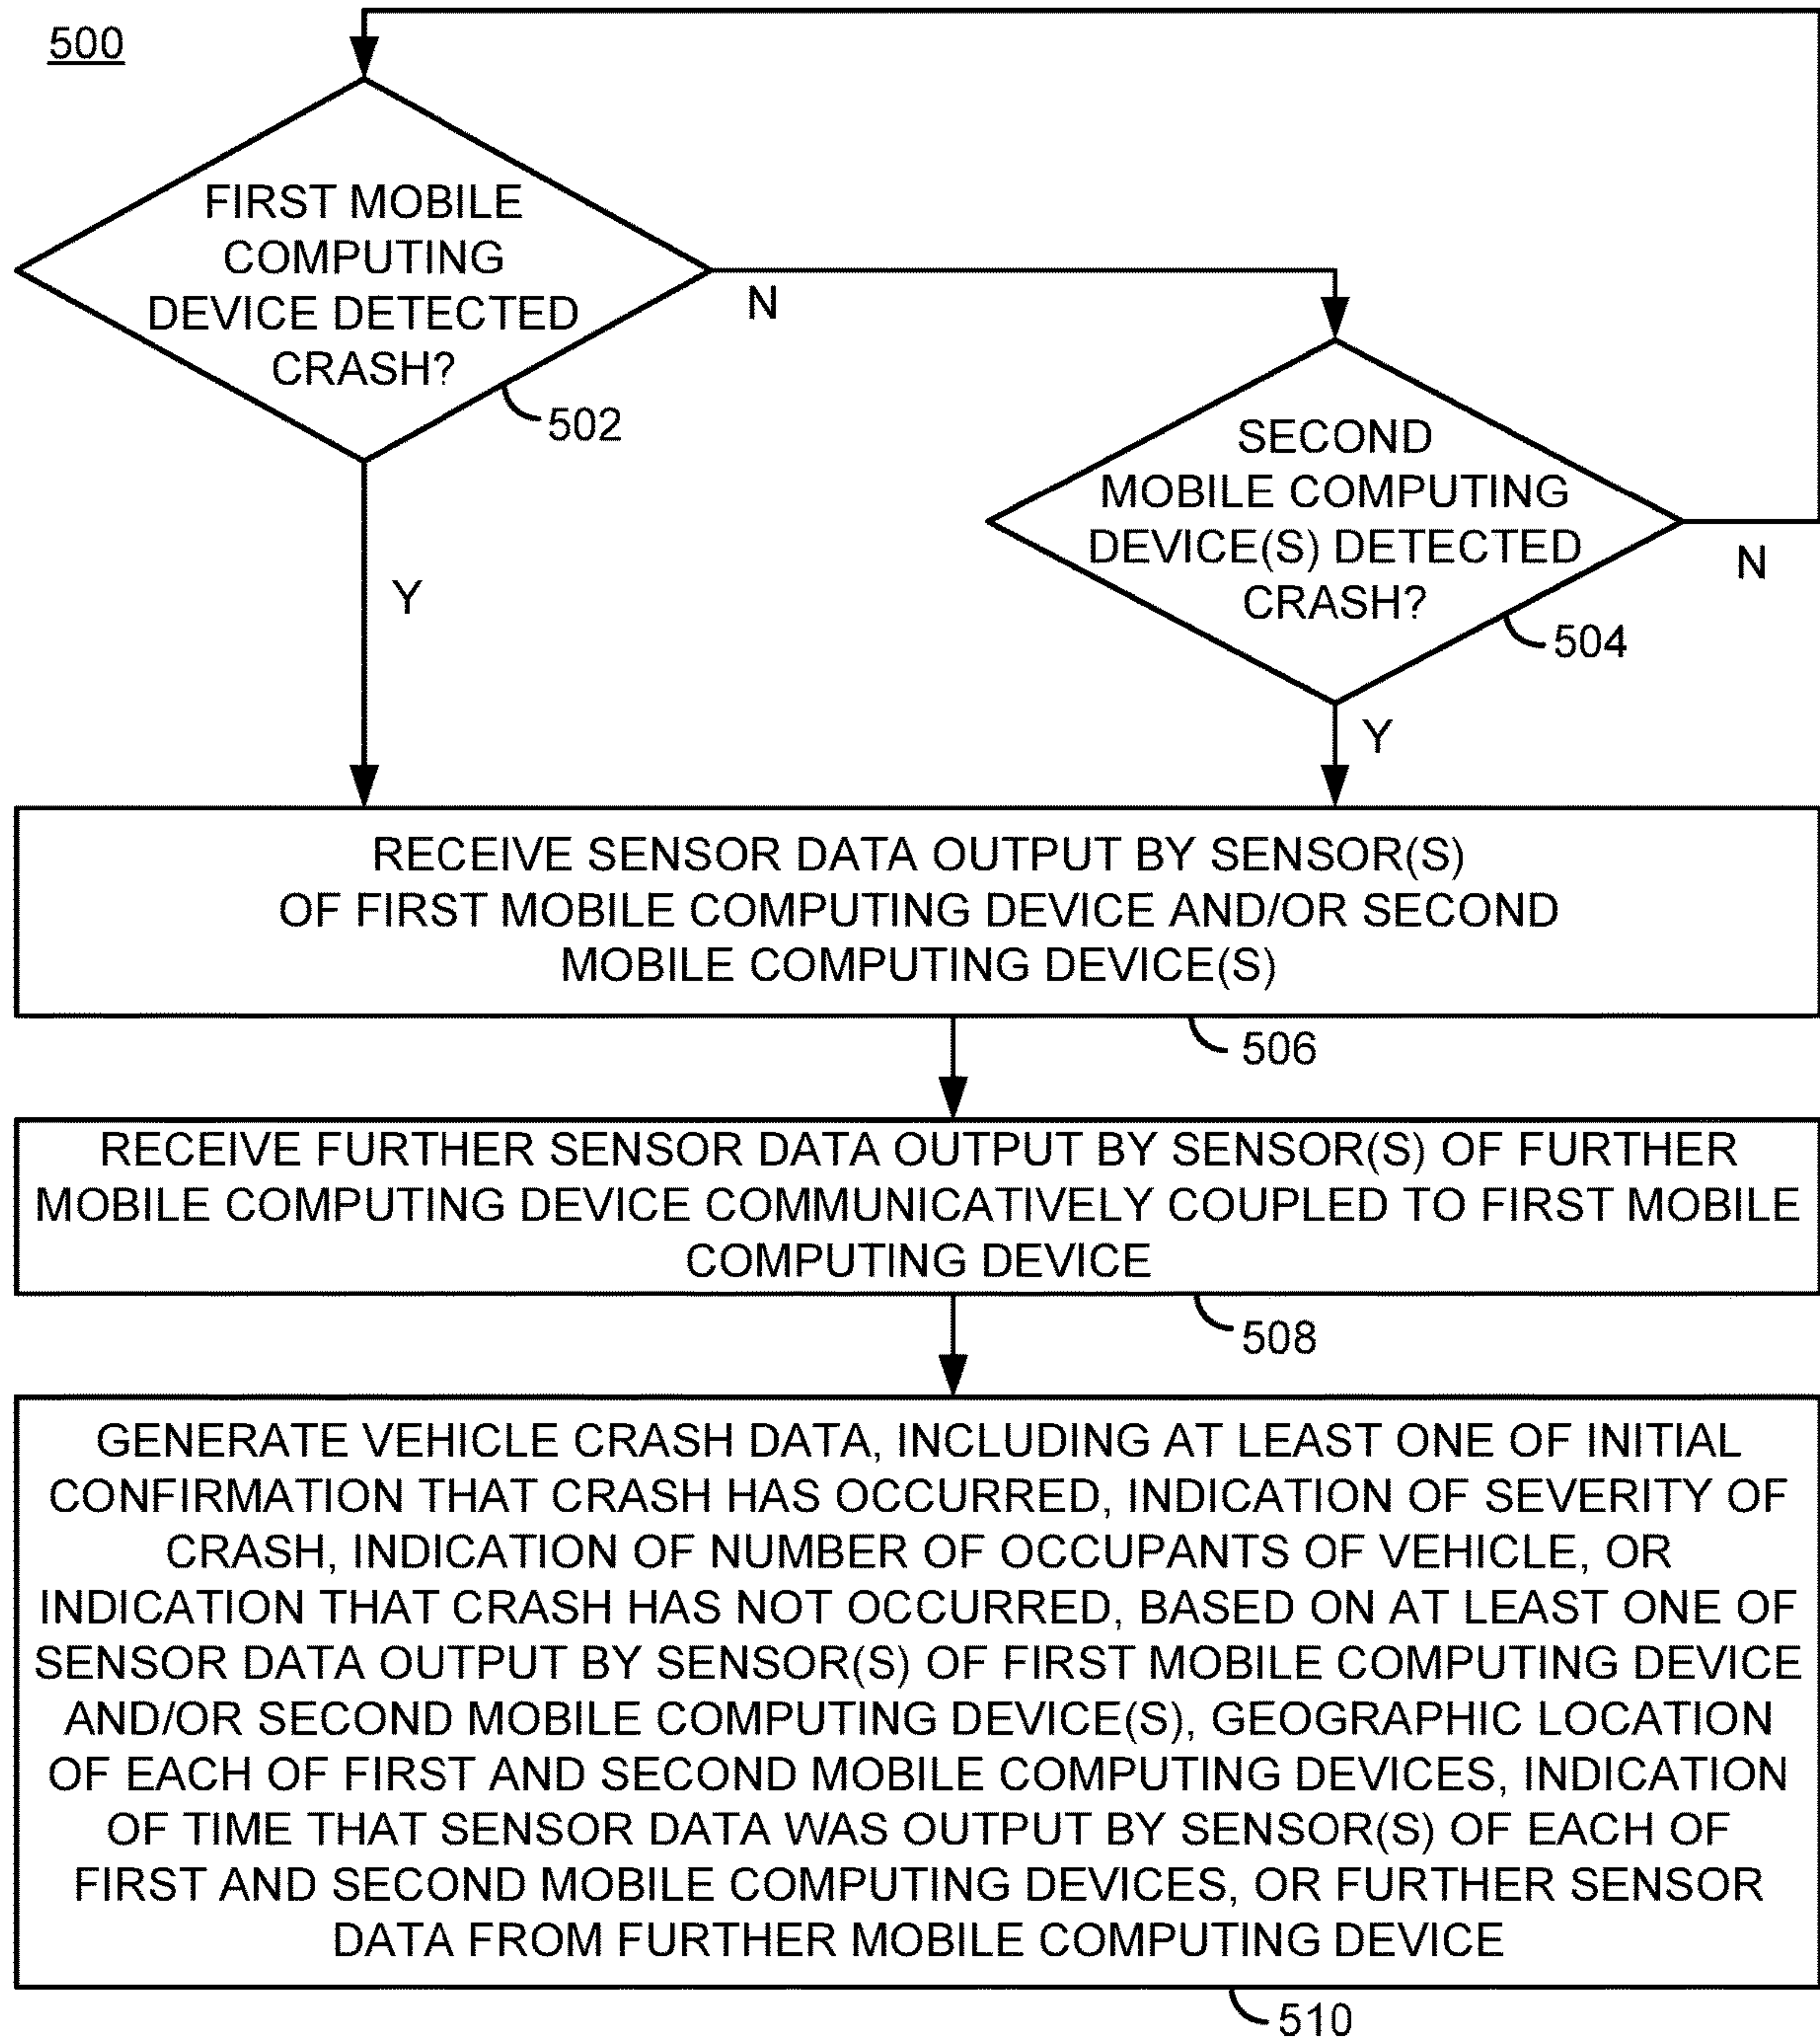 500
FIRST MOBILE
COMPUTING
DEVICE DETECTED
CRASH?
N
502
SECOND
MOBILE COMPUTING
DEVICE(S) DETECTED
CRASH?
N
504
Y
Y
RECEIVE SENSOR DATA OUTPUT BY SENSOR(S)
OF FIRST MOBILE COMPUTING DEVICE AND/OR SECOND
MOBILE COMPUTING DEVICE(S)
506
RECEIVE FURTHER SENSOR DATA OUTPUT BY SENSOR(S) OF FURTHER
MOBILE COMPUTING DEVICE COMMUNICATIVELY COUPLED TO FIRST MOBILE
COMPUTING DEVICE
508
GENERATE VEHICLE CRASH DATA, INCLUDING AT LEAST ONE OF INITIAL
CONFIRMATION THAT CRASH HAS OCCURRED, INDICATION OF SEVERITY OF
CRASH, INDICATION OF NUMBER OF OCCUPANTS OF VEHICLE, OR
INDICATION THAT CRASH HAS NOT OCCURRED, BASED ON AT LEAST ONE OF
SENSOR DATA OUTPUT BY SENSOR(S) OF FIRST MOBILE COMPUTING DEVICE
AND/OR SECOND MOBILE COMPUTING DEVICE(S), GEOGRAPHIC LOCATION
OF EACH OF FIRST AND SECOND MOBILE COMPUTING DEVICES, INDICATION
OF TIME THAT SENSOR DATA WAS OUTPUT BY SENSOR(S) OF EACH OF
FIRST AND SECOND MOBILE COMPUTING DEVICES, OR FURTHER SENSOR
DATA FROM FURTHER MOBILE COMPUTING DEVICE
510